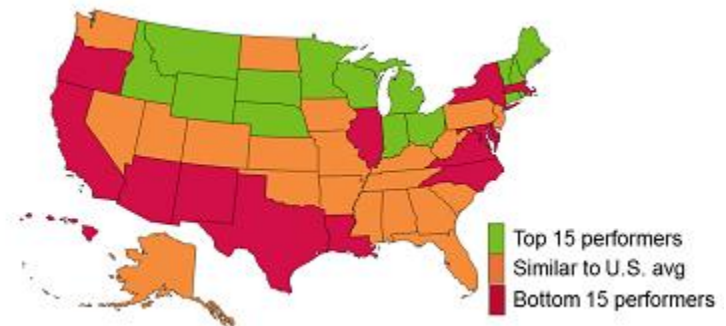 Top 15 performers
Similar to U.S. avg
Bottom 15 performers